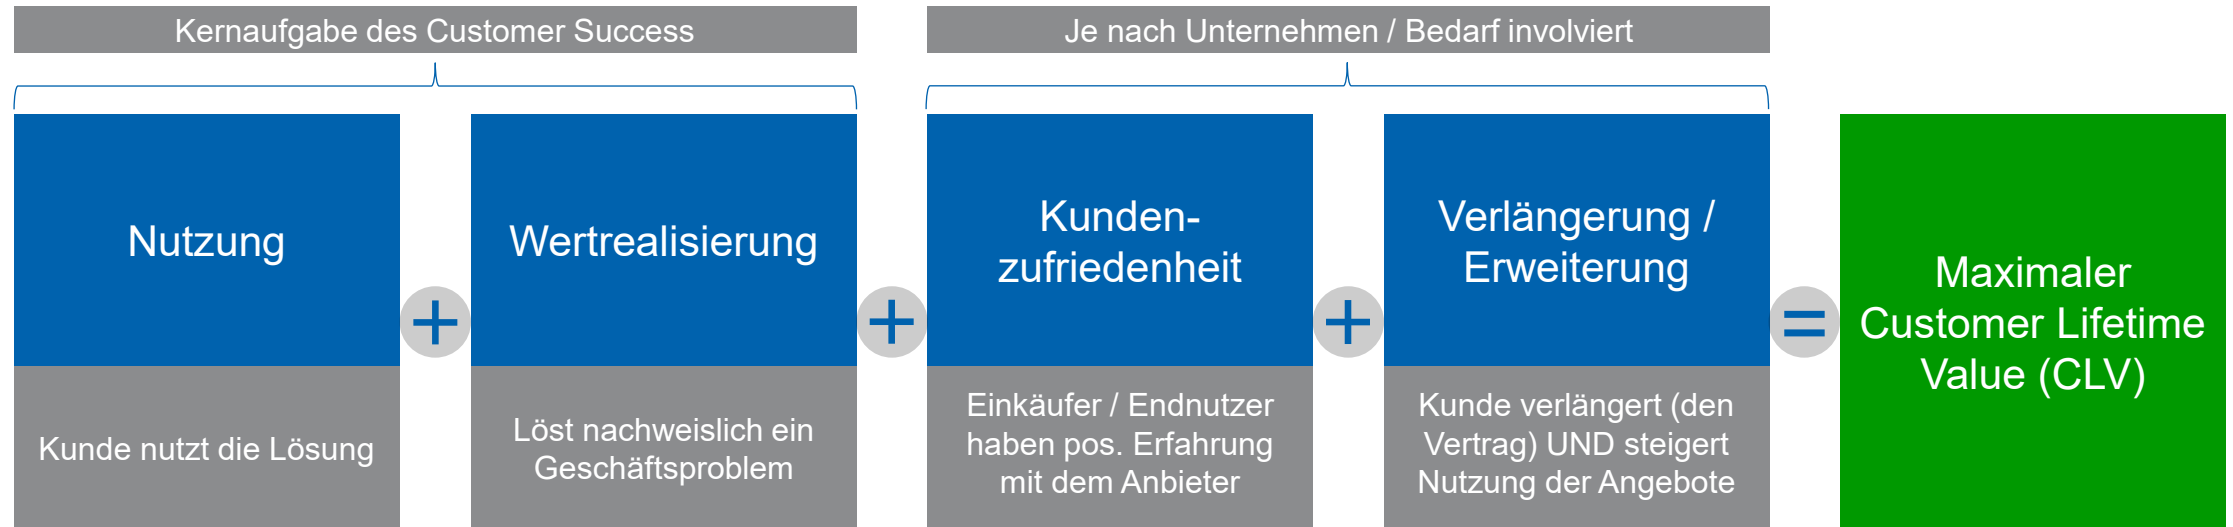 Kernaufgabe des Customer Success
Je nach Unternehmen / Bedarf involviert
Nutzung
Kunde nutzt die Lösung
+
Wertrealisierung
Löst nachweislich ein
Geschäftsproblem
+
Kunden-
zufriedenheit
Einkäufer / Endnutzer
haben pos. Erfahrung
mit dem Anbieter
+
Verlängerung /
Erweiterung
Kunde verlängert (den
Vertrag) UND steigert
Nutzung der Angebote
=
Maximaler
Customer Lifetime
Value (CLV)